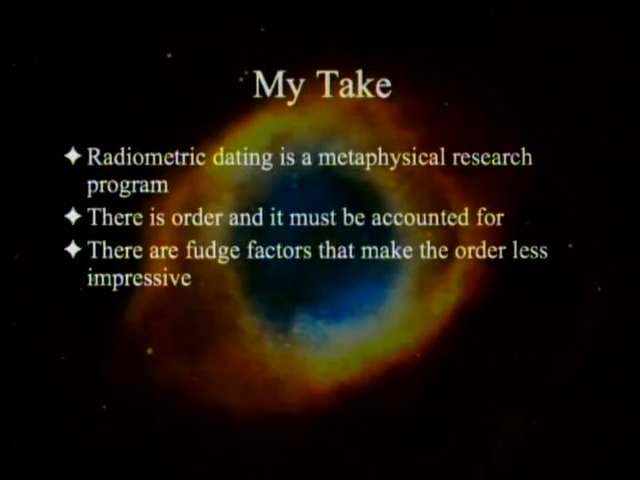 My Take
Radiometric dating is a metaphysical research
program
There is order and it must be accounted for
There are fudge factors that make the order less
impressive